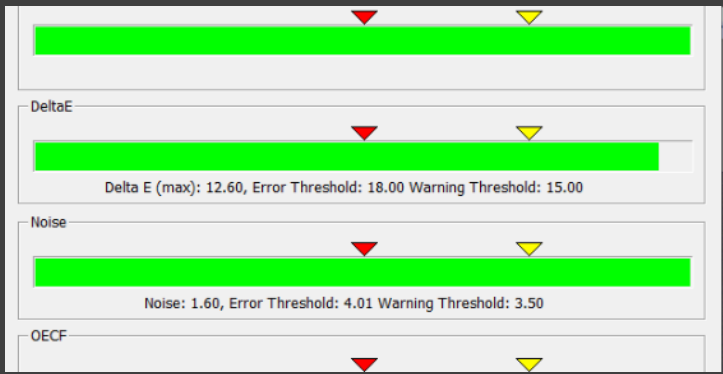 DeltaE
Delta E (max): 12.60, Error Threshold: 18.00 Warning Threshold: 15.00
Noise
Noise: 1.60, Error Threshold: 4.01 Warning Threshold: 3.50
OECF